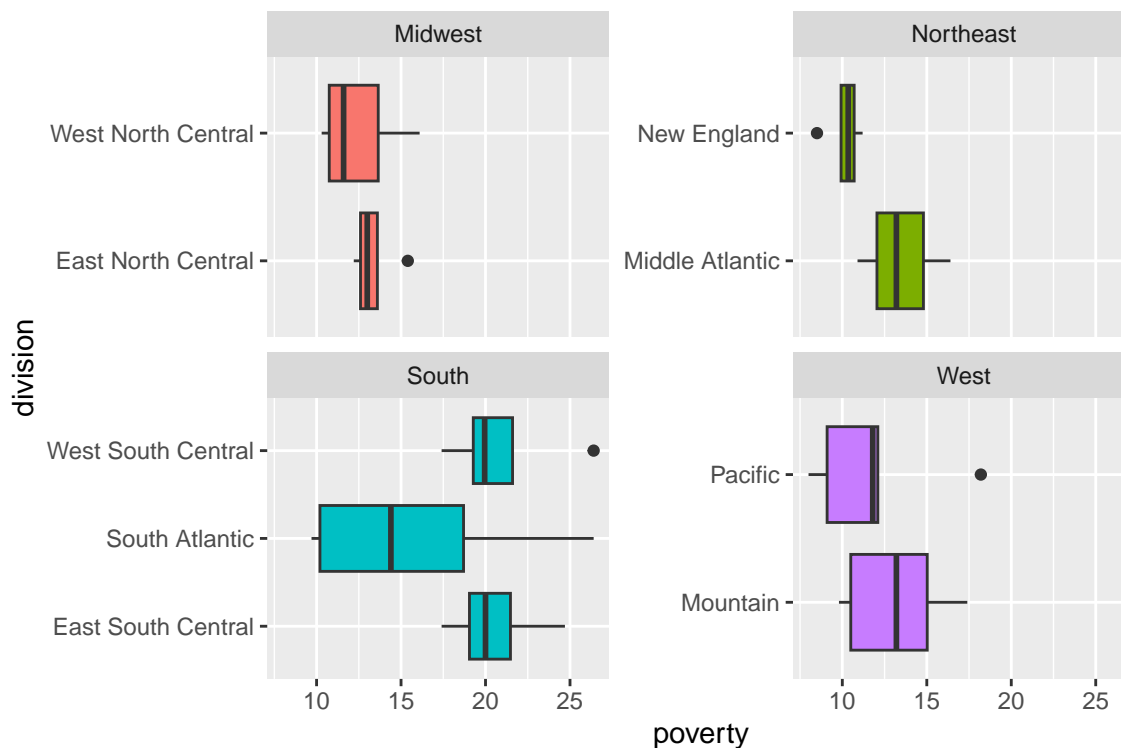 Midwest
Northeast
West North Central
East North Central
New England
Middle Atlantic
division
South
West
West South Central
South Atlantic
East South Central
Pacific
Mountain
10 15 20 25
10 15 20 25
poverty